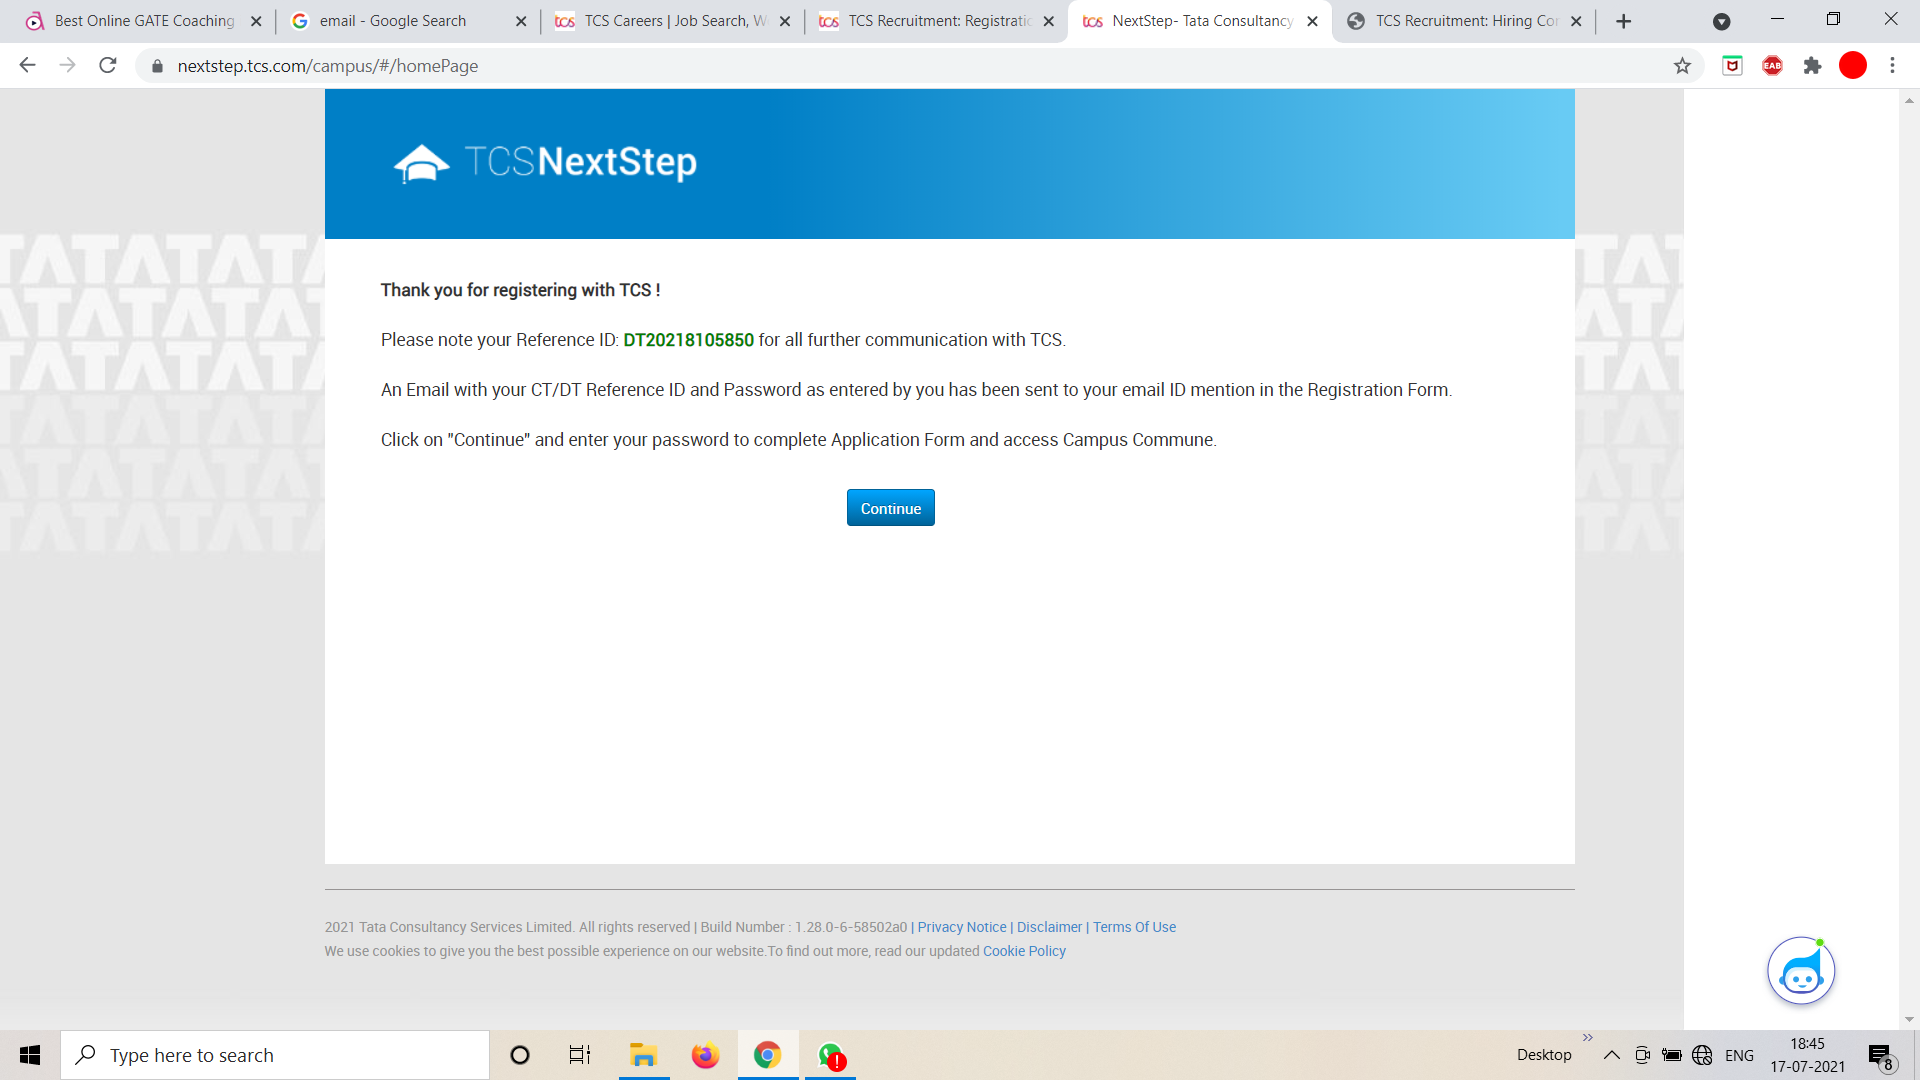 Best Online GATE Coaching
email - Google Search
tcs TCS Careers | Job Search, W
tcs TCS Recruitment: Registratio
tcs NextStep- Tata Consultancy
TCS Recruitment: Hiring Cor
EAB
nextstep.tcs.com/campus/#/homePage
TCSNextStep
Thank you for registering with TCS !
Please note your Reference ID: DT20218105850 for all further communication with TCS.
An Email with your CT/DT Reference ID and Password as entered by you has been sent to your email ID mention in the Registration Form.
Click on "Continue" and enter your password to complete Application Form and access Campus Commune.
Continue
2021 Tata Consultancy Services Limited. All rights reserved | Build Number : 1.28.0-6-58502a0 | Privacy Notice | Disclaimer | Terms Of Use
We use cookies to give you the best possible experience on our website.To find out more, read our updated Cookie Policy
Type here to search
Desktop
ENG
18:45
17-07-2021
8